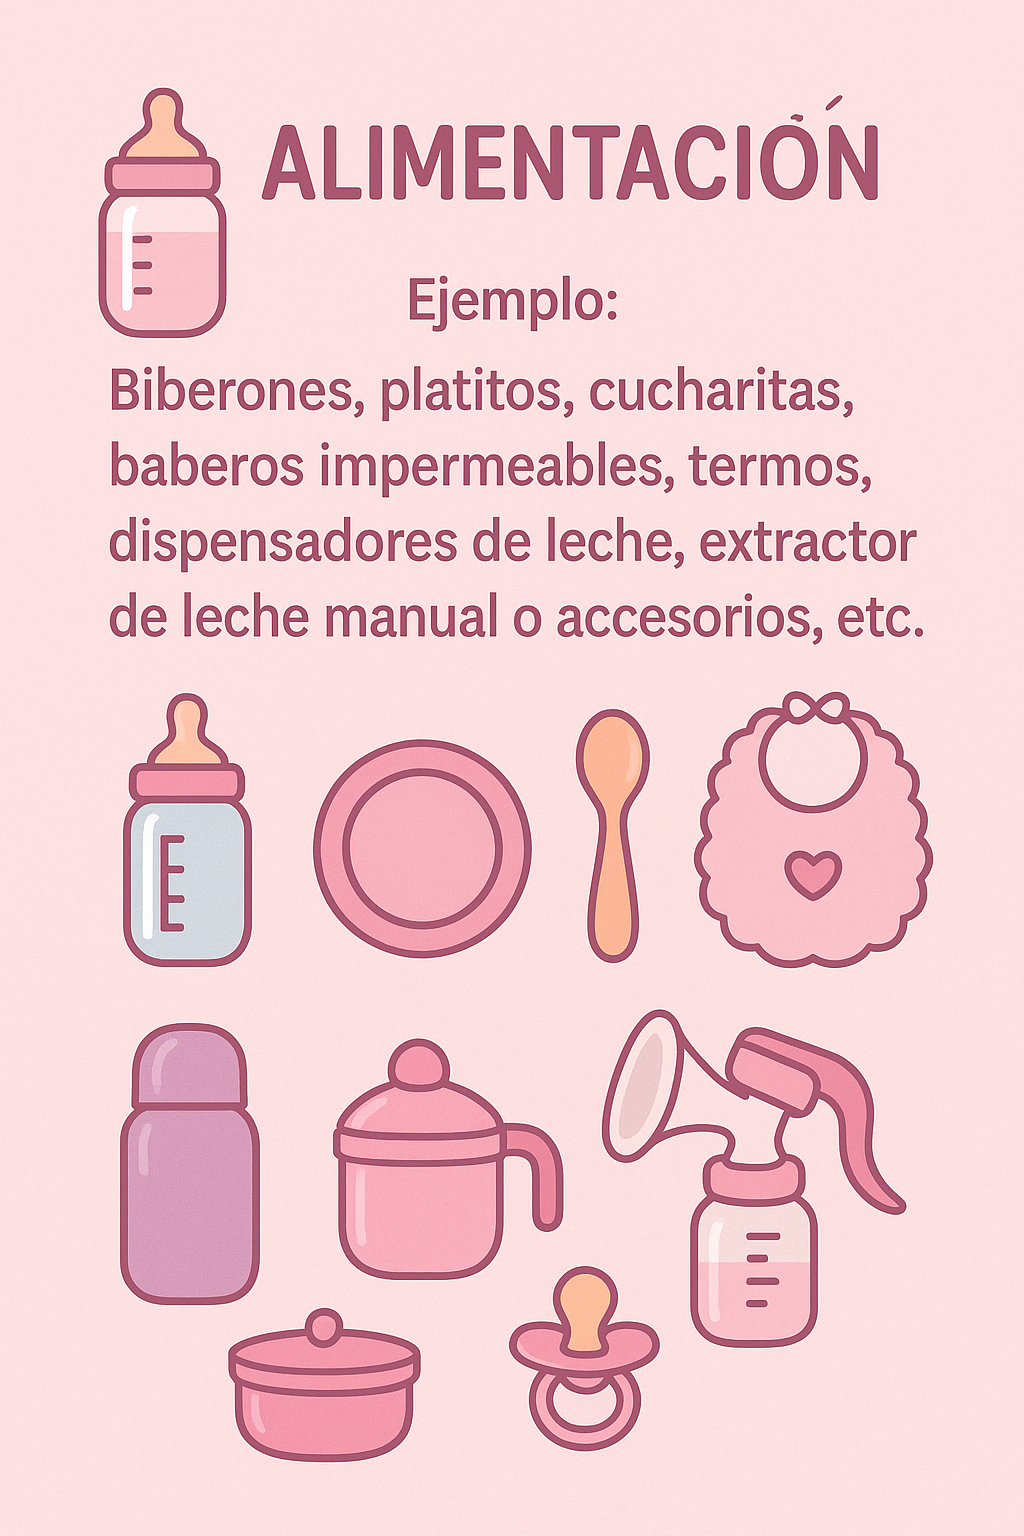 ALIMENTACIÓN
Ejemplo:
Biberones, platitos, cucharitas,
baberos impermeables, termos,
dispensadores de leche, extractor
de leche manual o accesorios, etc.